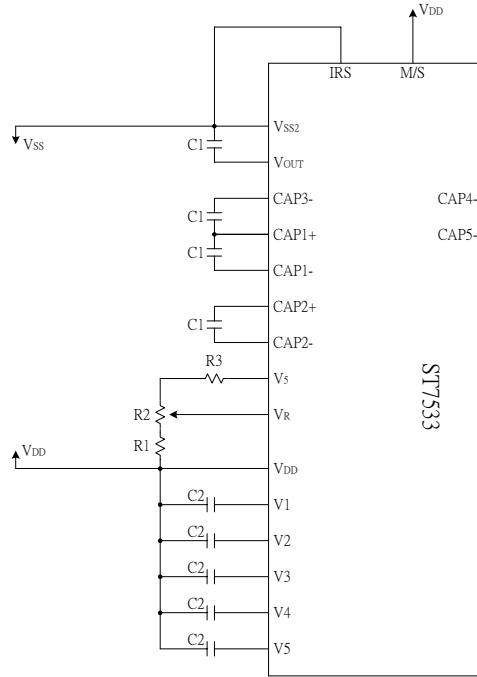 VDD
IRS M/S
VSS
VSS2
C1
VOUT
CAP3-
CAP4-
C1
CAP1+
CAP5-
C1
CAP1-
CAP2+
C1
CAP2-
R3
V5
R2
VR
R1
VDD
VDD
C2
V1
C2
V2
C2
V3
C2
V4
C2
V5
ST7533